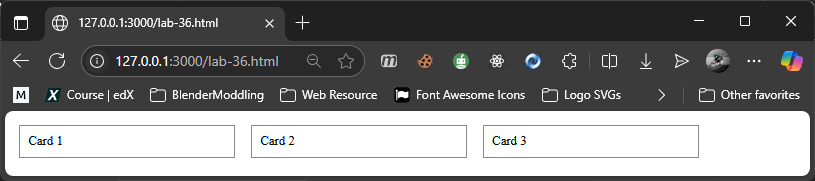 127.0.0.1:3000/lab-36.html
127.0.0.1:3000/lab-36.html
M Course | edX BlenderModdling Web Resource Font Awesome Icons Logo SVGs Other favorites
Card 1 Card 2 Card 3